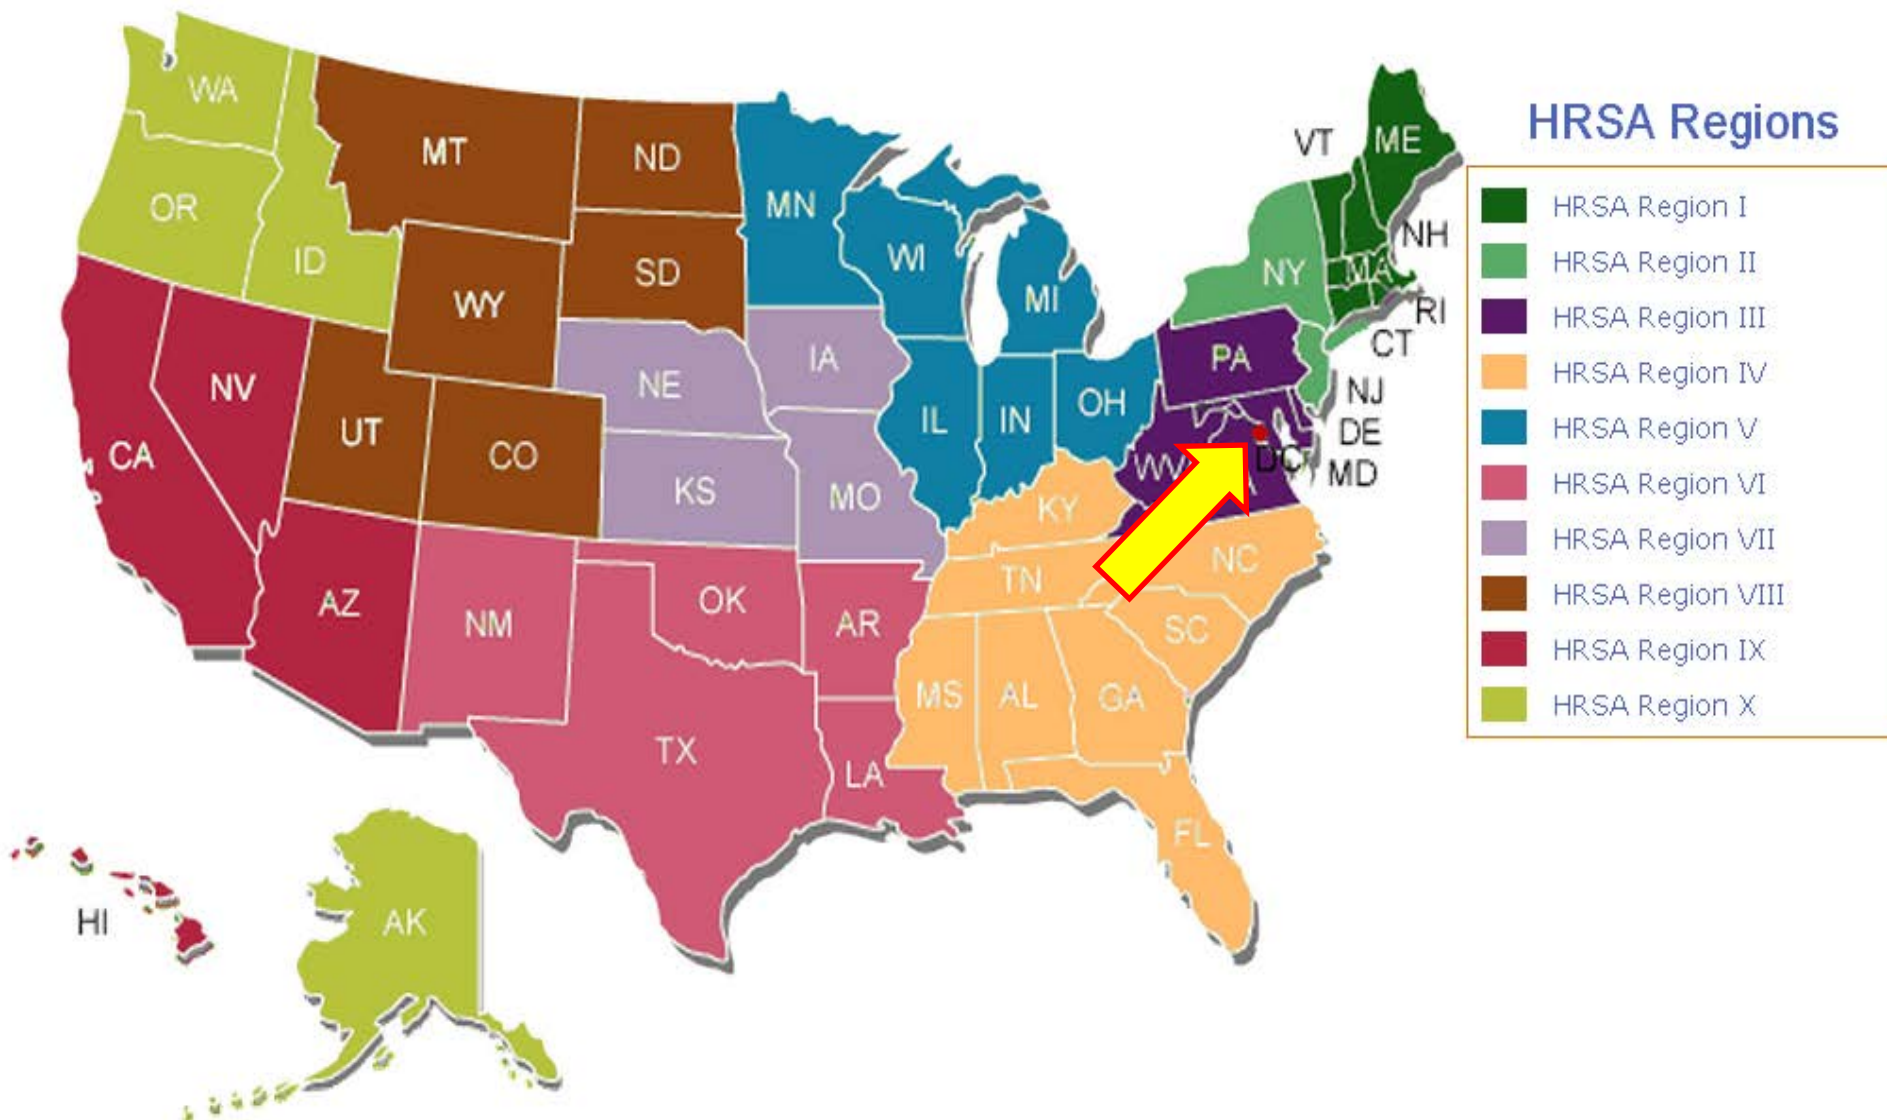 HRSA Regions
HRSA Region I
HRSA Region II
HRSA Region III
HRSA Region IV
HRSA Region V
HRSA Region VI
HRSA Region VII
HRSA Region VIII
HRSA Region IX
HRSA Region X
WA
OR
ID
MT
ND
SD
WY
MN
WI
MI
VT
ME
NH
NY
MA
RI
CT
NJ
DE
MD
DC
PA
WV
OH
IN
IL
IA
NE
KS
MO
CO
UT
NV
CA
AZ
NM
OK
AR
TX
LA
KY
TN
NC
SC
MS
AL
GA
FL
HI
AK